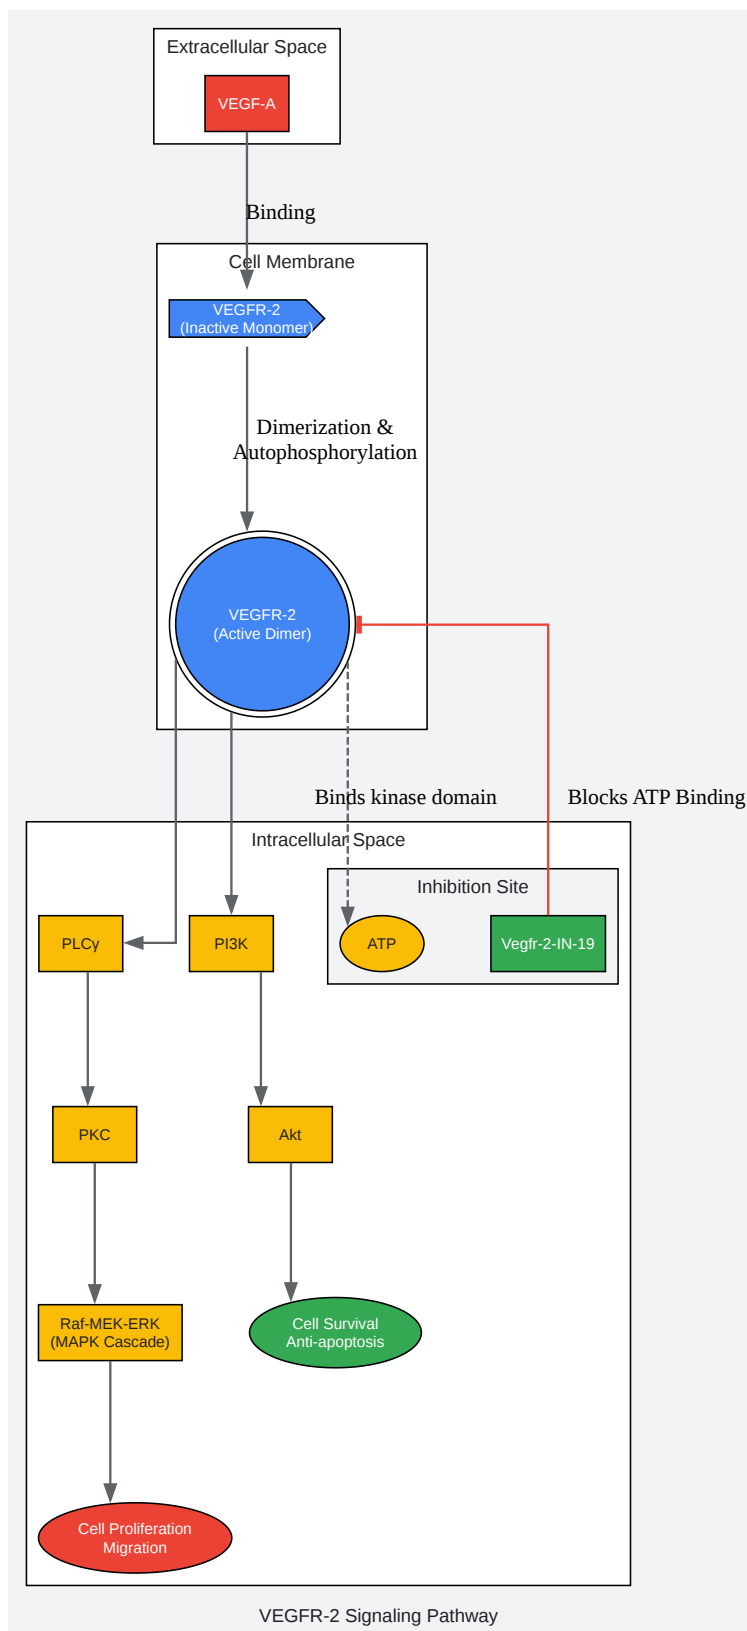 Extracellular Space
VEGF-A
Binding
Cell Membrane
VEGFR-2
(Inactive Monomer)
Dimerization &
Autophosphorylation
VEGFR-2
(Active Dimer)
Binds kinase domain
Blocks ATP Binding
Intracellular Space
Inhibition Site
PLCγ
PI3K
ATP
Vegfr-2-IN-19
PKC
Akt
Raf-MEK-ERK
(MAPK Cascade)
Cell Survival
Anti-apoptosis
Cell Proliferation
Migration
VEGFR-2 Signaling Pathway